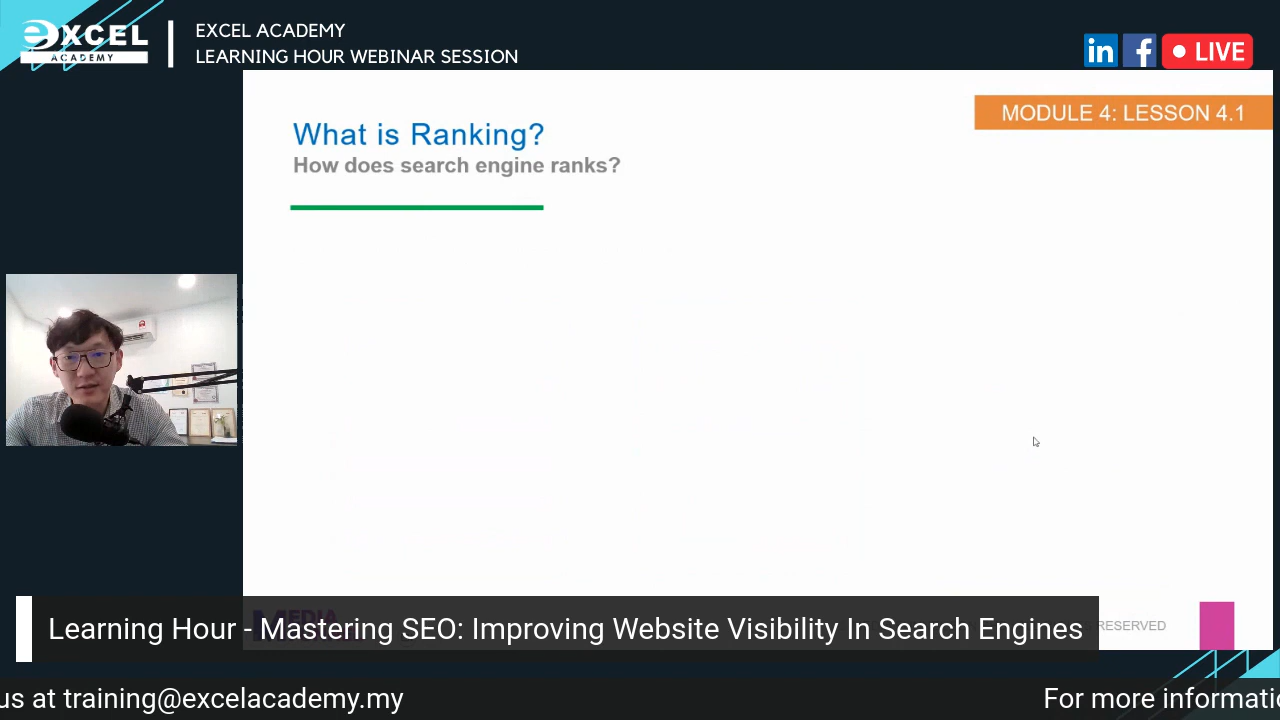 eXCEL
ACADEMY
EXCEL ACADEMY
LEARNING HOUR WEBINAR SESSION
in f LIVE
MODULE 4: LESSON 4.1
What is Ranking?
How does search engine ranks?
MEDIA
Learning Hour - Mastering SEO: Improving Website Visibility In Search Engines
RESERVED
us at training@excelacademy.my
For more informatio